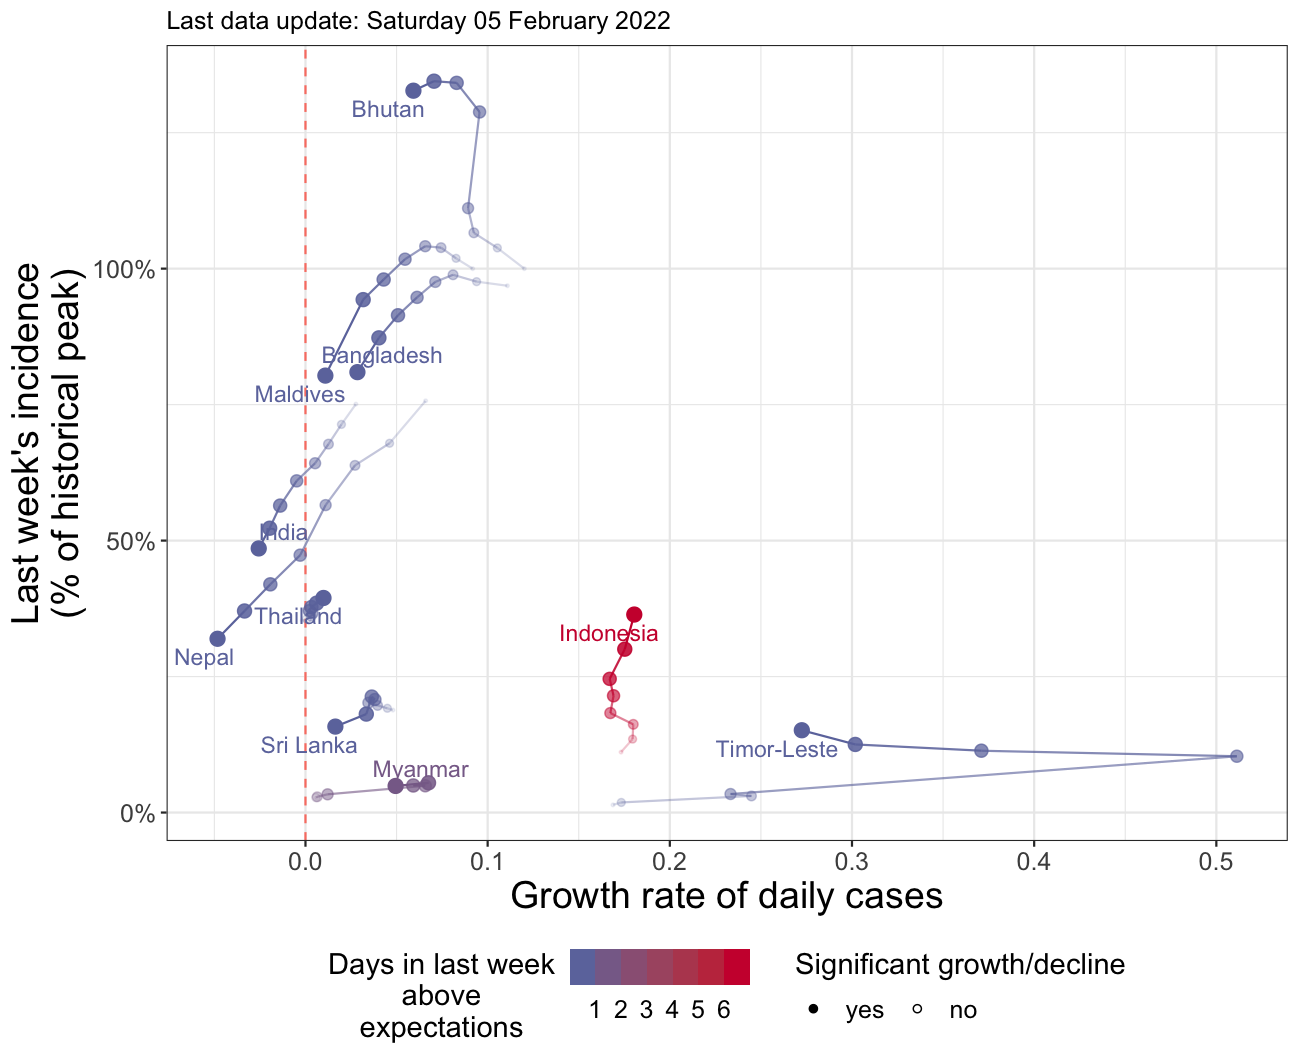 Last data update: Saturday 05 February 2022
Last week's incidence
(% of historical peak)
100%
50%
0%
Bhutan
Bangladesh
Maldives
India
Thailand
Nepal
Indonesia
Sri Lanka
Timor-Leste
Myanmar
0.0 0.1 0.2 0.3 0.4 0.5
Growth rate of daily cases
Days in last week
above
expectations
1 2 3 4 5 6
Significant growth/decline
yes no